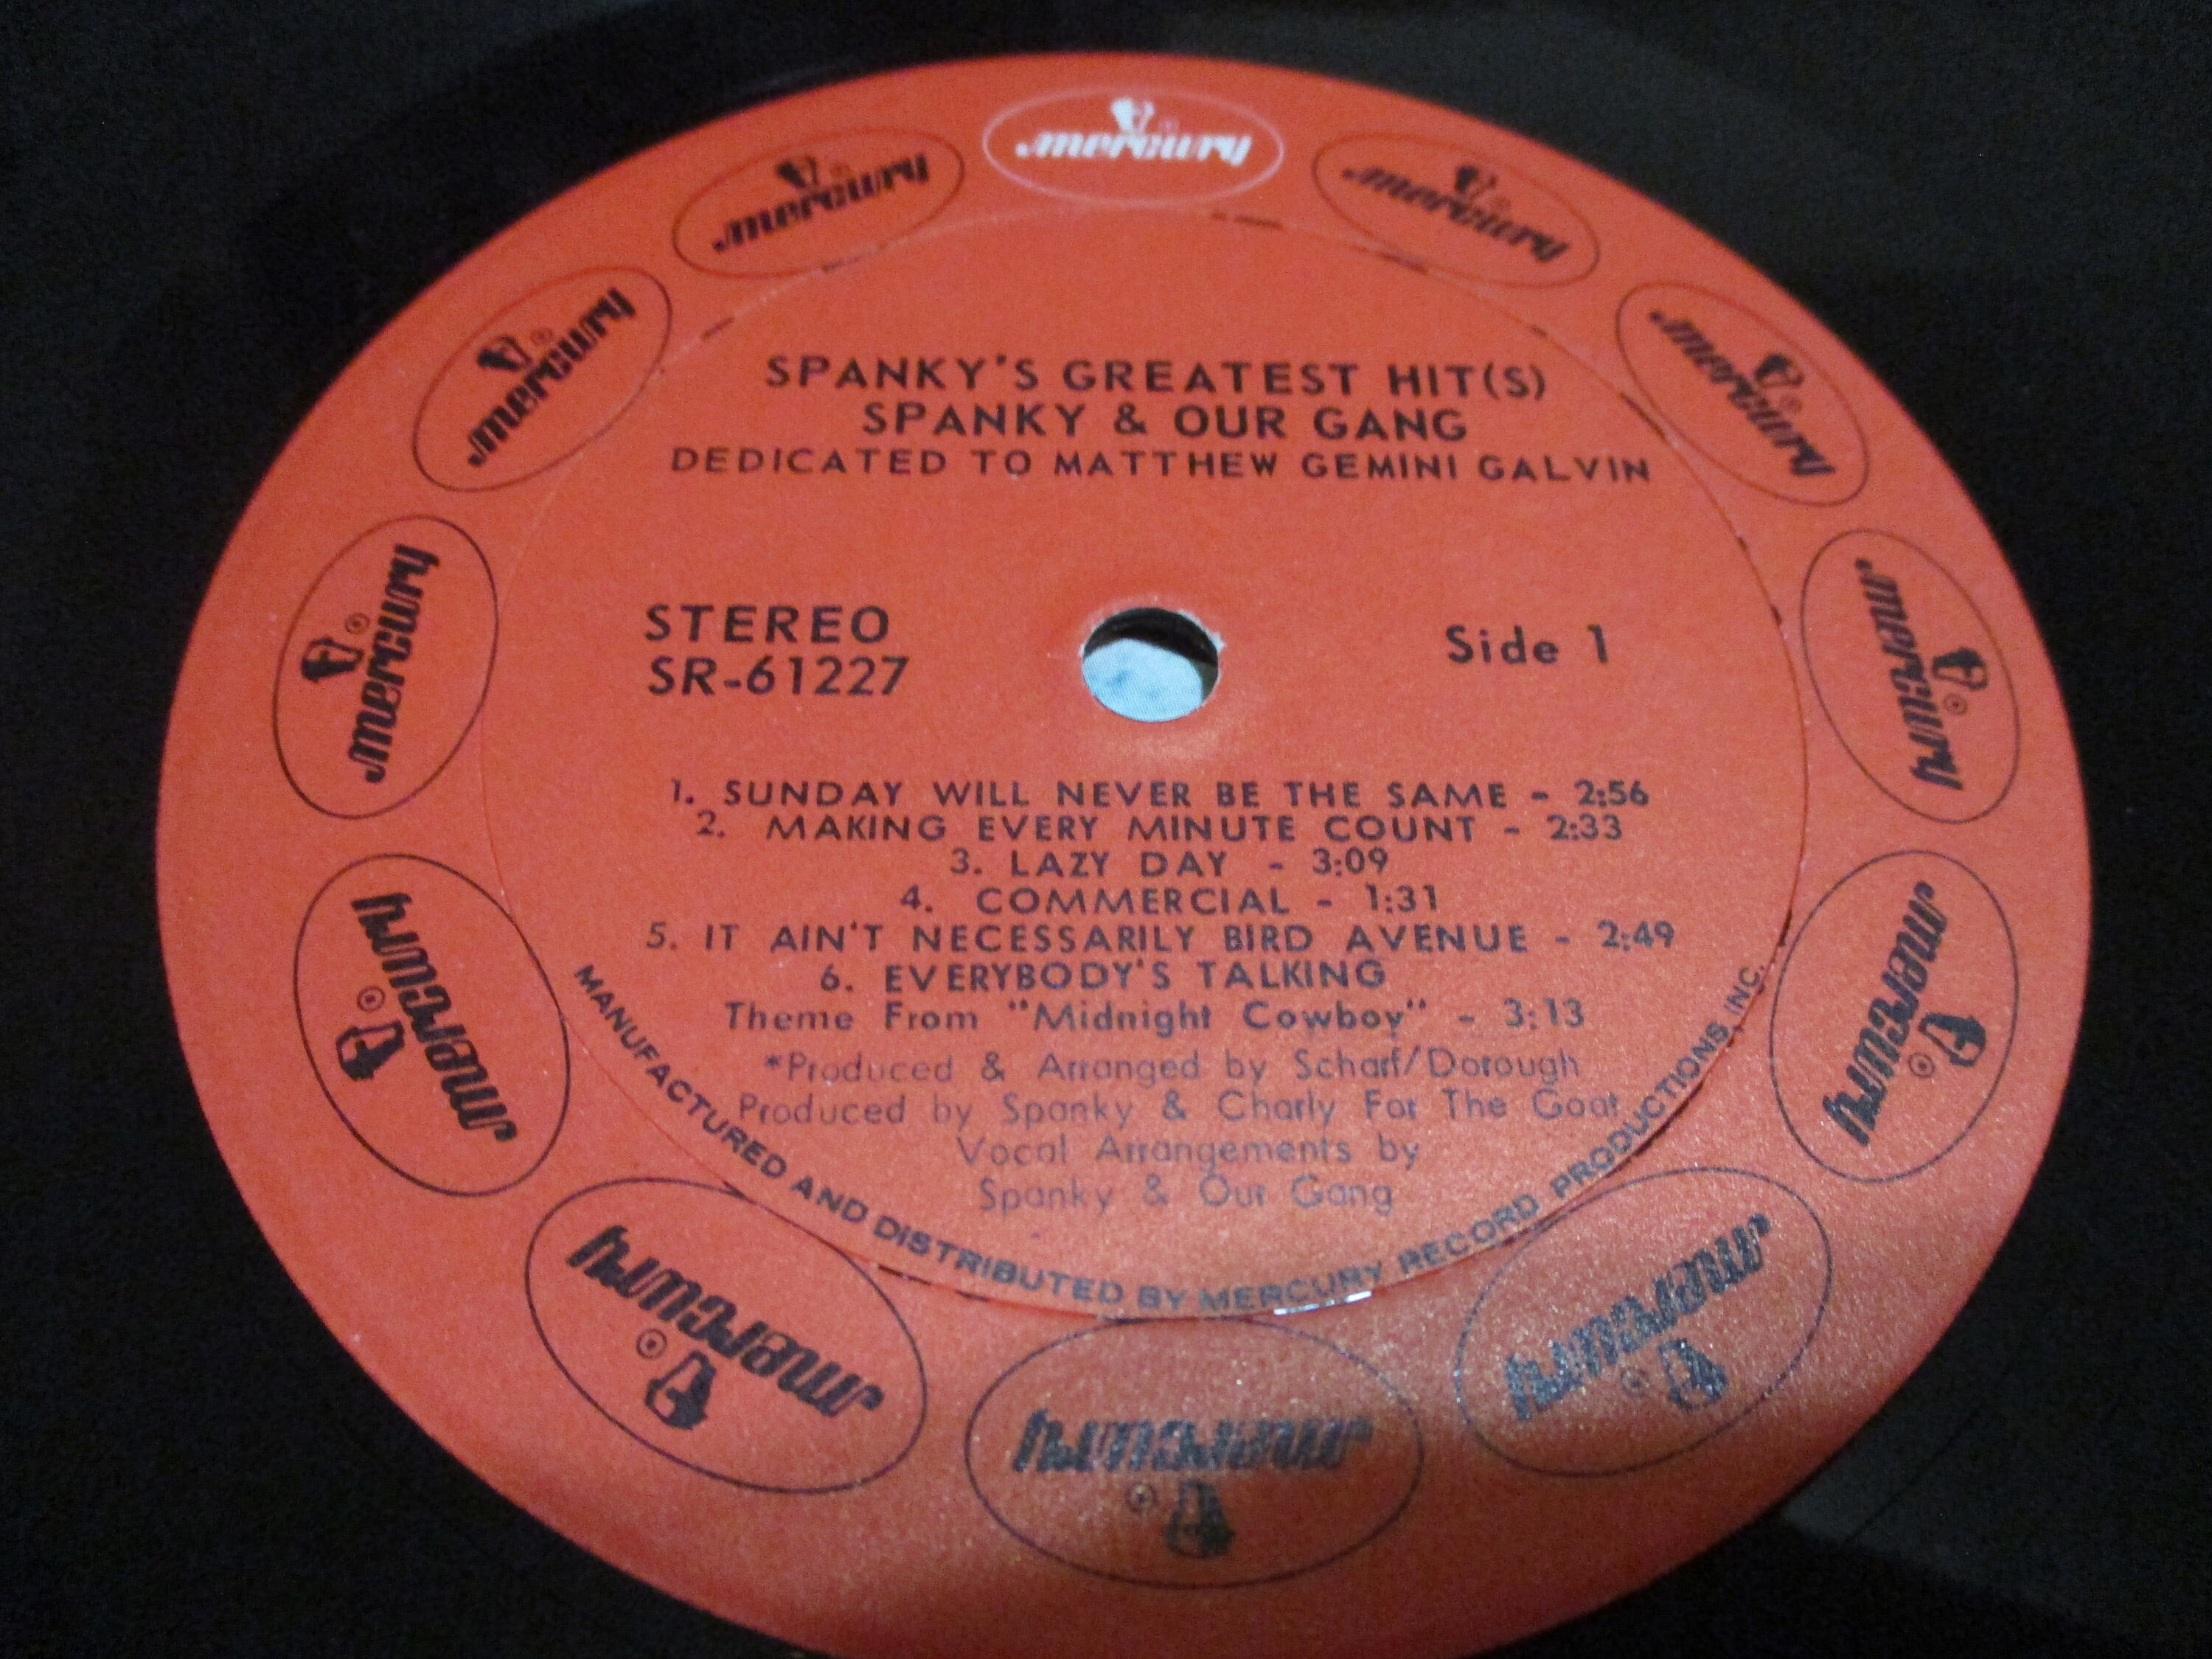 mercury
mercury
mercury
mercury
mercury
mercury
mercury
mercury
mercury
mercury
mercury
mercury
SPANKY'S GREATEST HIT(S)
SPANKY & OUR GANG
DEDICATED TO MATTHEW GEMINI GALVIN
STEREO
SR-61227
Side 1
1. SUNDAY WILL NEVER BE THE SAME - 2:56
2. MAKING EVERY MINUTE COUNT - 2:33
3. LAZY DAY - 3:09
4. COMMERCIAL - 1:31
5. IT AIN'T NECESSARILY BIRD AVENUE - 2:49
6. EVERYBODY'S TALKING
Theme From "Midnight Cowboy" - 3:13
*Produced & Arranged by Scharf/Dorough
Produced by Spanky & Charly For The Goat
Vocal Arrangements by
Spanky & Our Gang
MANUFACTURED AND DISTRIBUTED BY MERCURY RECORD PRODUCTIONS, INC.